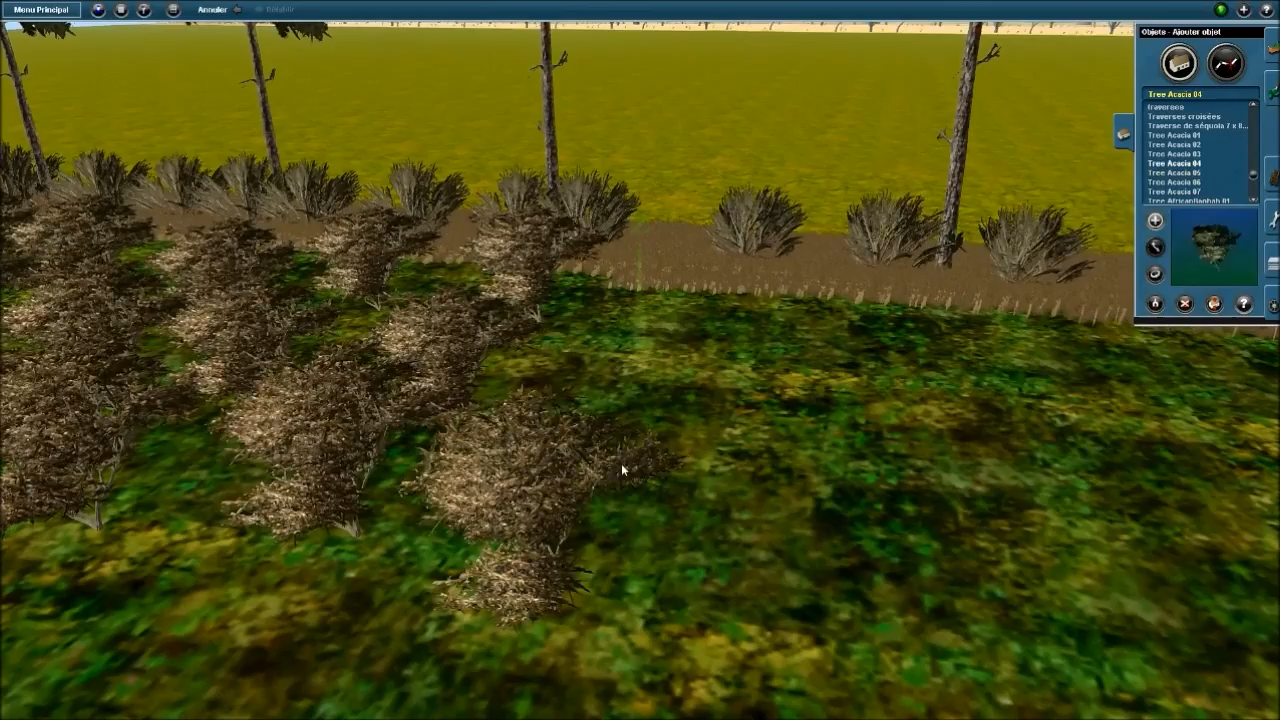 Menu Principal
Annuler
Rétablir
Objets - Ajouter objet
Tree Acacia 04
traverses
Traverses croisées
Traverse de séquoia 7 x 8...
Tree Acacia 01
Tree Acacia 02
Tree Acacia 03
Tree Acacia 04
Tree Acacia 05
Tree Acacia 06
Tree Acacia 07